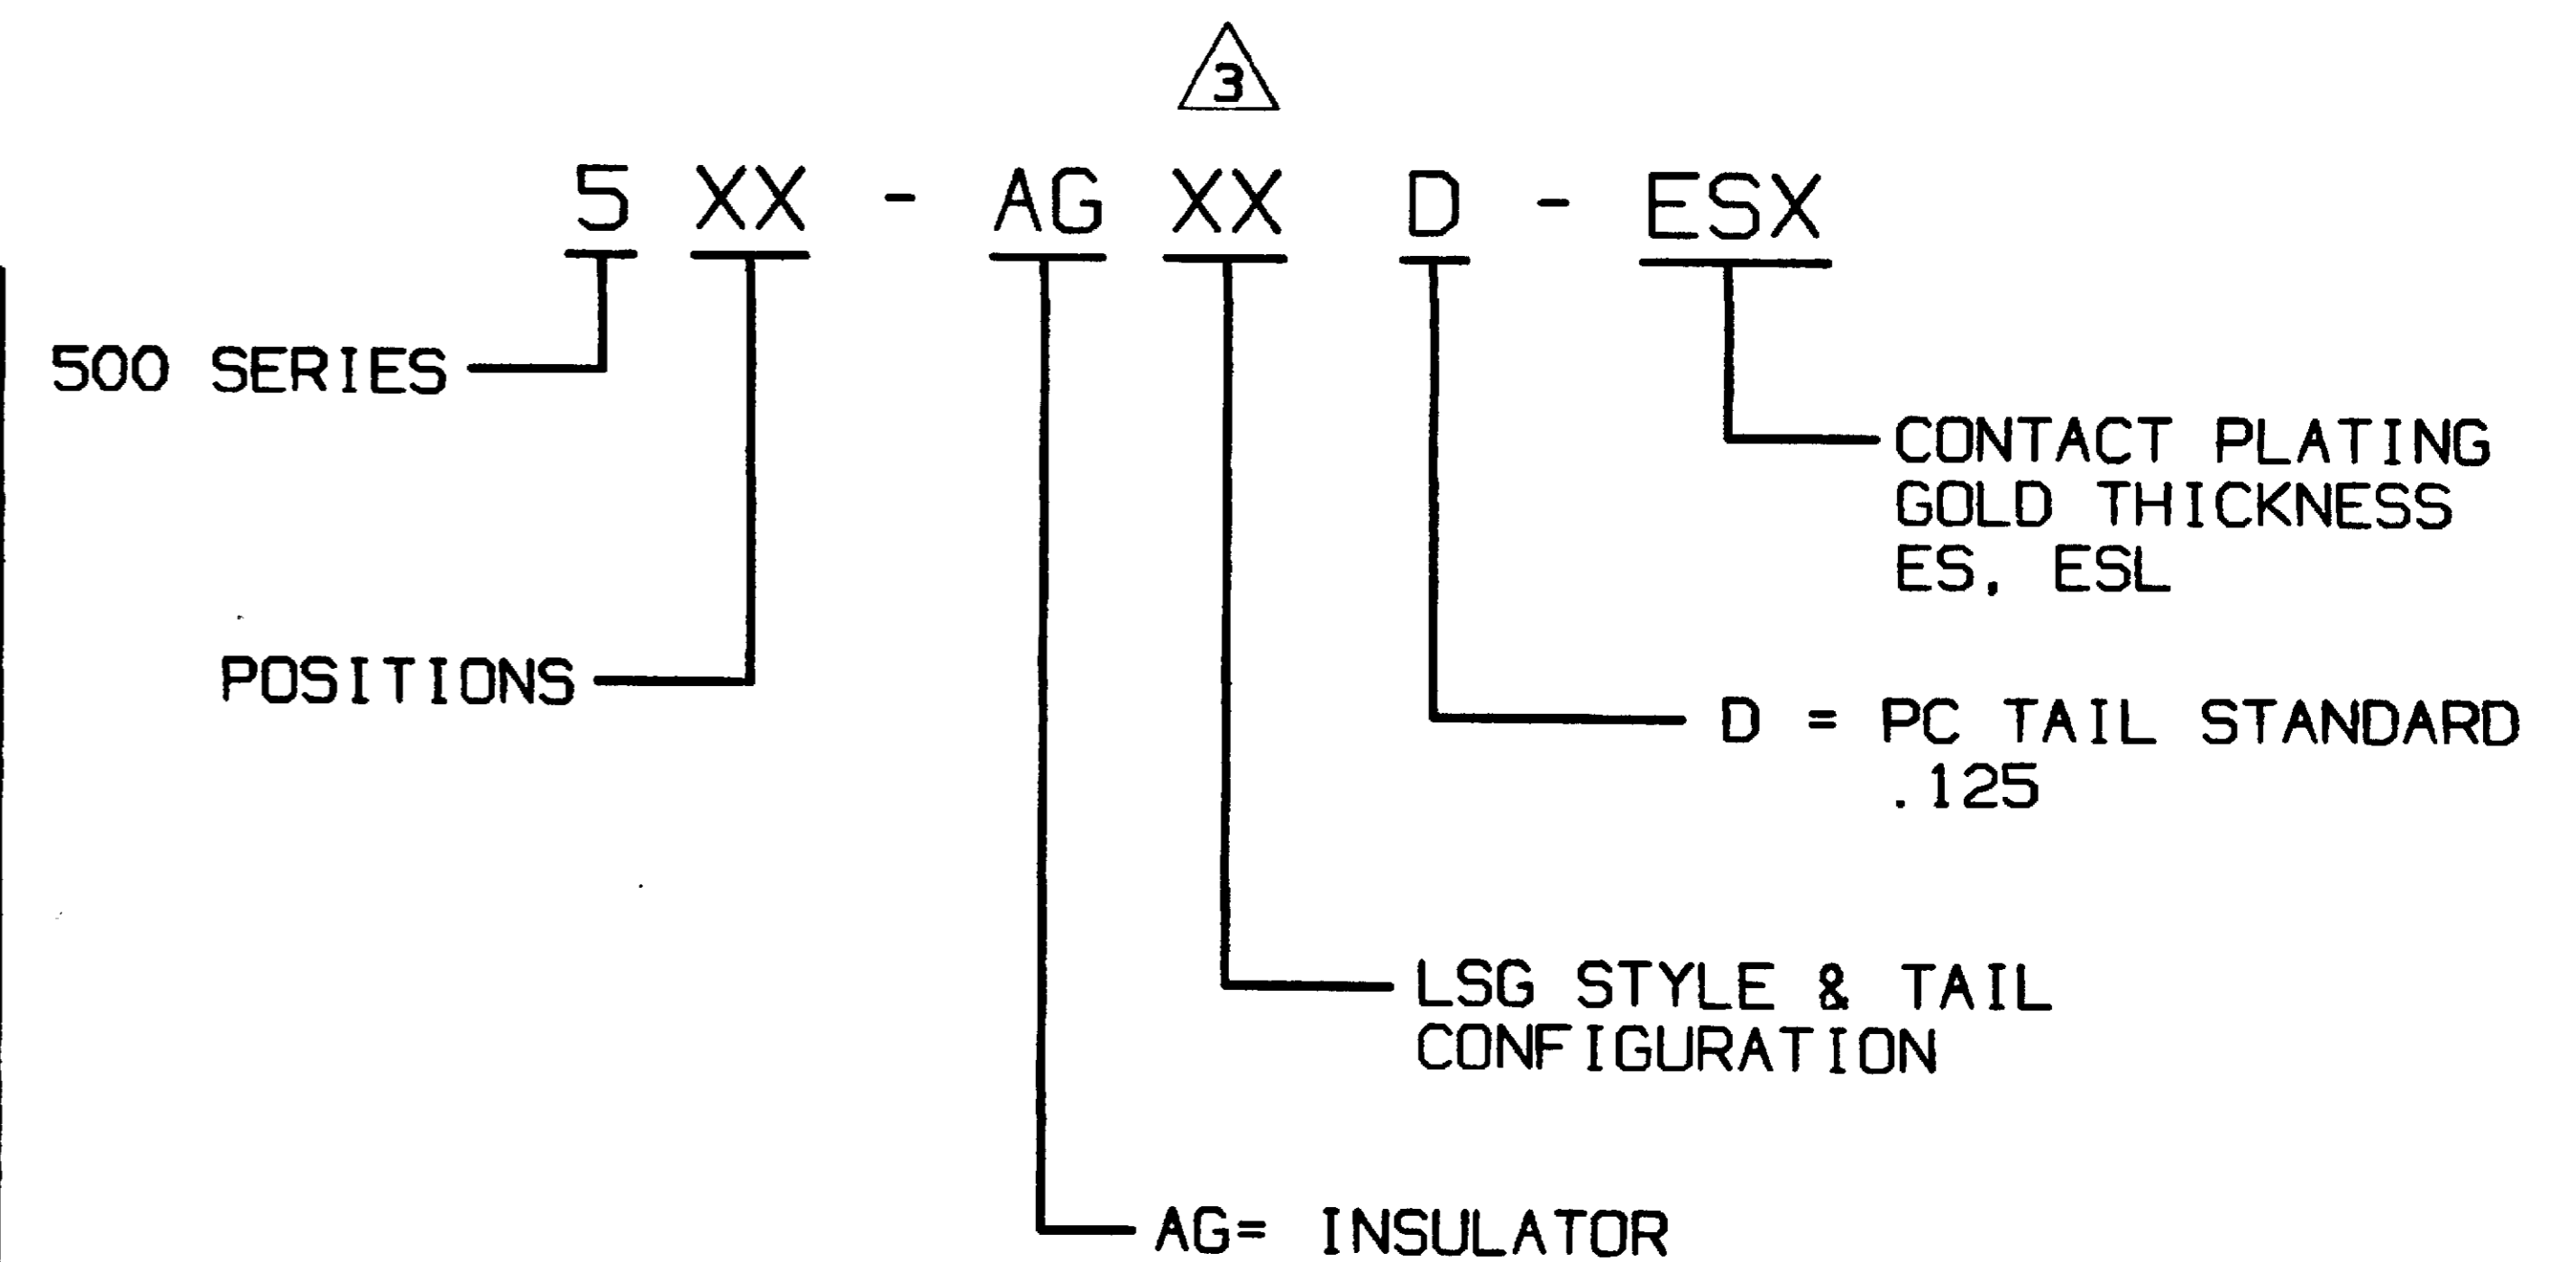 3
5 XX - AG XX D - ESX
500 SERIES
CONTACT PLATING
GOLD THICKNESS
ES, ESL
POSITIONS
D = PC TAIL STANDARD
.125
LSG STYLE & TAIL
CONFIGURATION
AG= INSULATOR